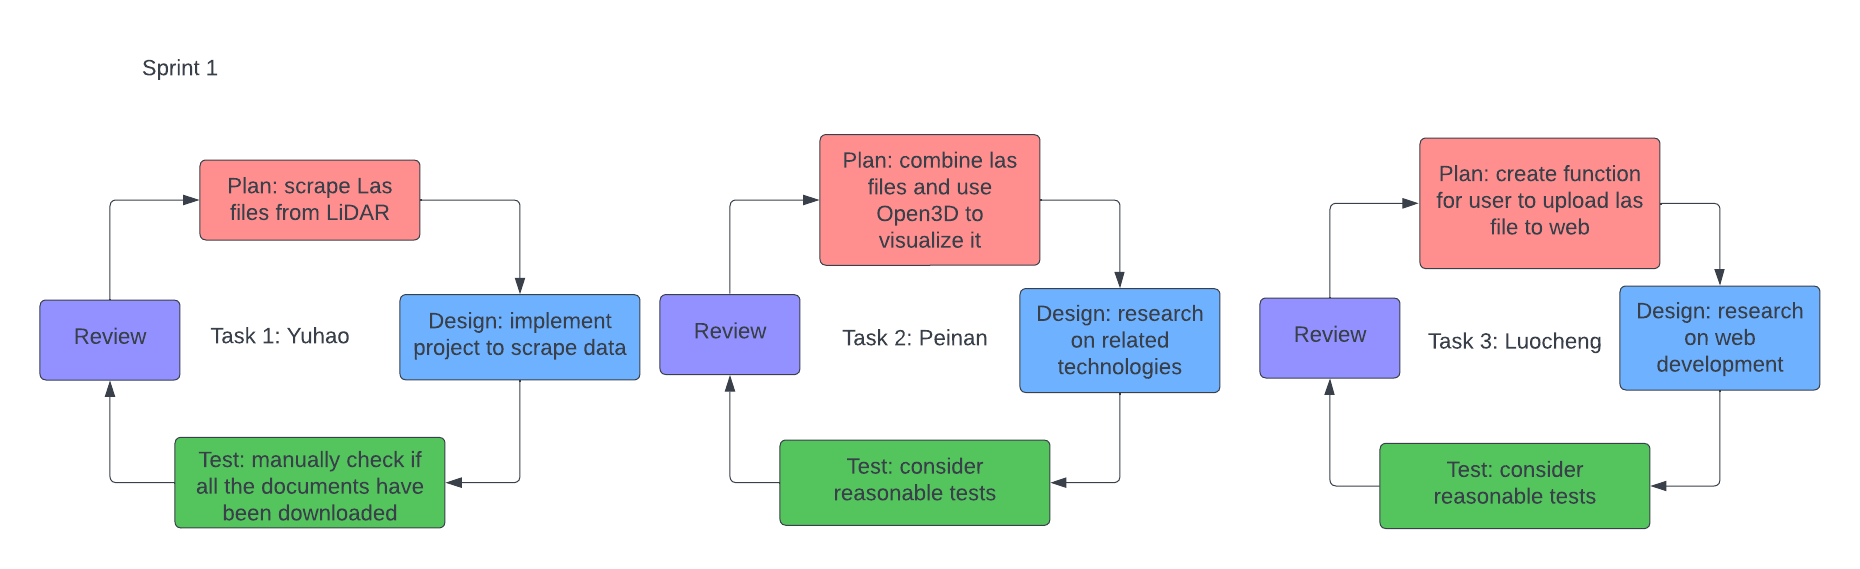 Sprint 1
Plan: scrape Las
files from LiDAR
Review
Task 1: Yuhao
Design: implement
project to scrape data
Test: manually check if
all the documents have
been downloaded
Plan: combine las
files and use
Open3D to
visualize it
Review
Task 2: Peinan
Design: research
on related
technologies
Test: consider
reasonable tests
Plan: create function
for user to upload las
file to web
Review
Task 3: Luocheng
Design: research
on web
development
Test: consider
reasonable tests